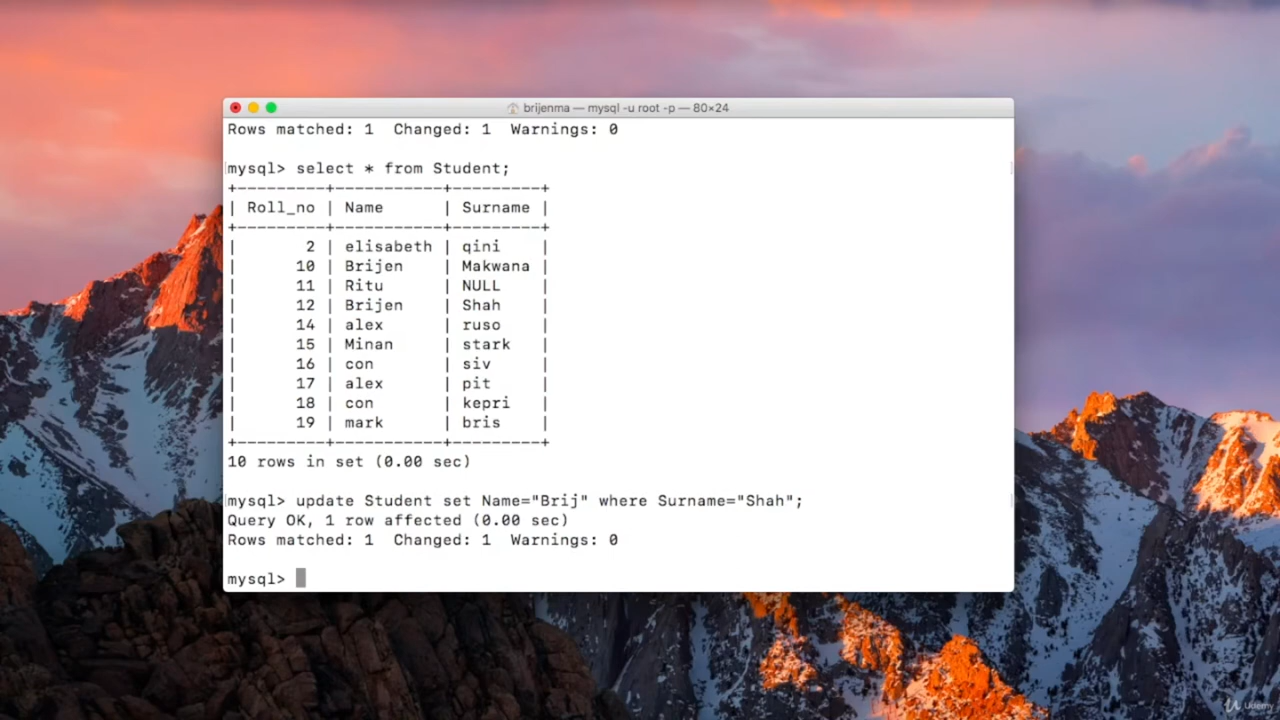 brijenma — mysql -u root -p — 80×24
Rows matched: 1  Changed: 1  Warnings: 0
mysql> select * from Student;
+---------+-----------+---------+
| Roll_no | Name      | Surname |
+---------+-----------+---------+
|       2 | elisabeth | qini    |
|      10 | Brijen    | Makwana |
|      11 | Ritu      | NULL    |
|      12 | Brijen    | Shah    |
|      14 | alex      | ruso    |
|      15 | Minan     | stark   |
|      16 | con       | siv     |
|      17 | alex      | pit     |
|      18 | con       | kepri   |
|      19 | mark      | bris    |
+---------+-----------+---------+
10 rows in set (0.00 sec)
mysql> update Student set Name="Brij" where Surname="Shah";
Query OK, 1 row affected (0.00 sec)
Rows matched: 1  Changed: 1  Warnings: 0
mysql>
Udemy